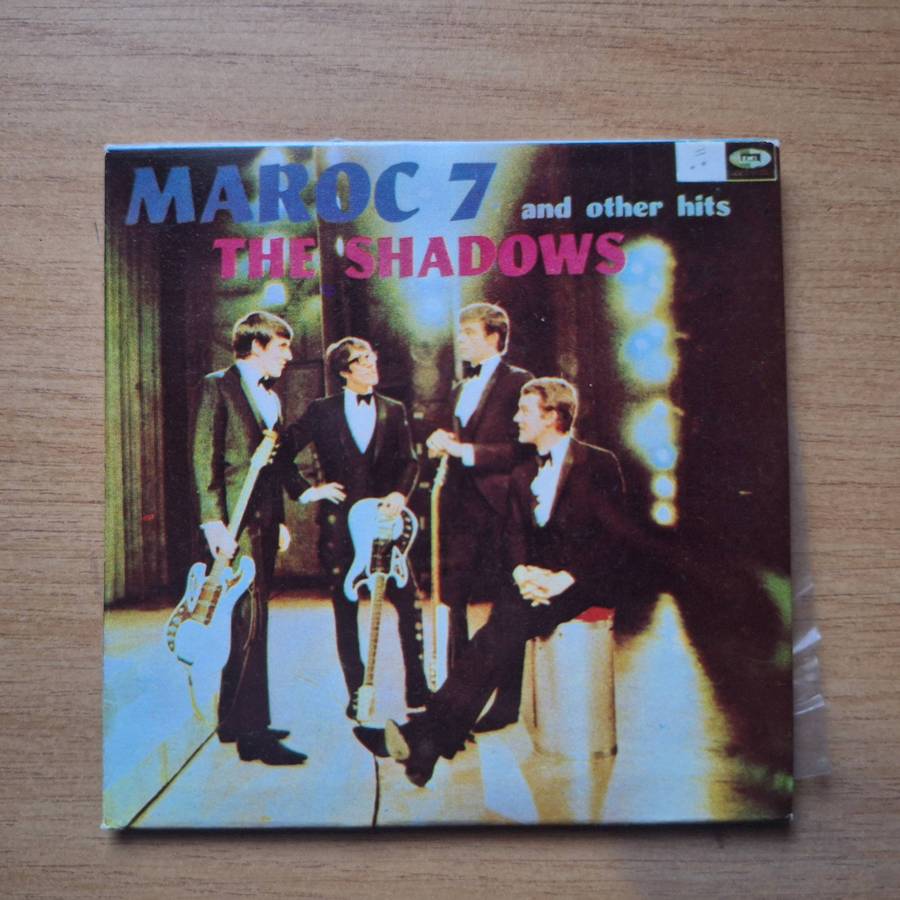 MAROC 7
and other hits
THE SHADOWS